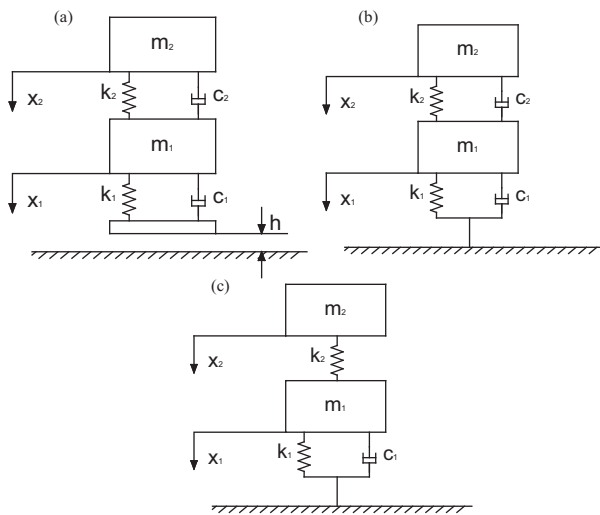 (a)
m₂
k₂
c₂
x₂
m₁
k₁
c₁
x₁
h
(b)
m₂
k₂
c₂
x₂
m₁
k₁
c₁
x₁
(c)
m₂
k₂
x₂
m₁
k₁
c₁
x₁